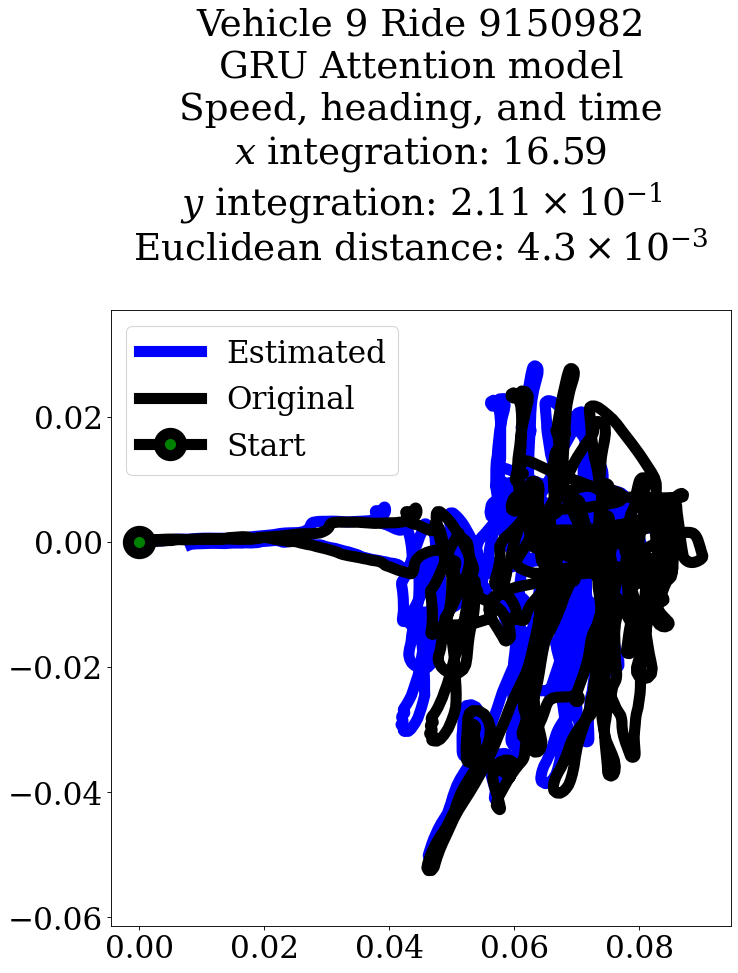 Vehicle 9 Ride 9150982
GRU Attention model
Speed, heading, and time
x integration: 16.59
y integration: 2.11 × 10⁻¹
Euclidean distance: 4.3 × 10⁻³
Estimated
Original
Start
0.02
0.00
−0.02
−0.04
−0.06
0.00 0.02 0.04 0.06 0.08